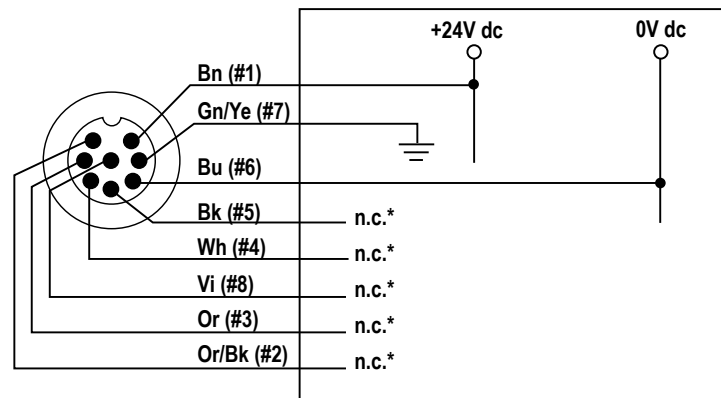 +24V dc
0V dc
Bn (#1)
Gn/Ye (#7)
Bu (#6)
Bk (#5)
n.c.*
Wh (#4)
n.c.*
Vi (#8)
n.c.*
Or (#3)
n.c.*
Or/Bk (#2)
n.c.*